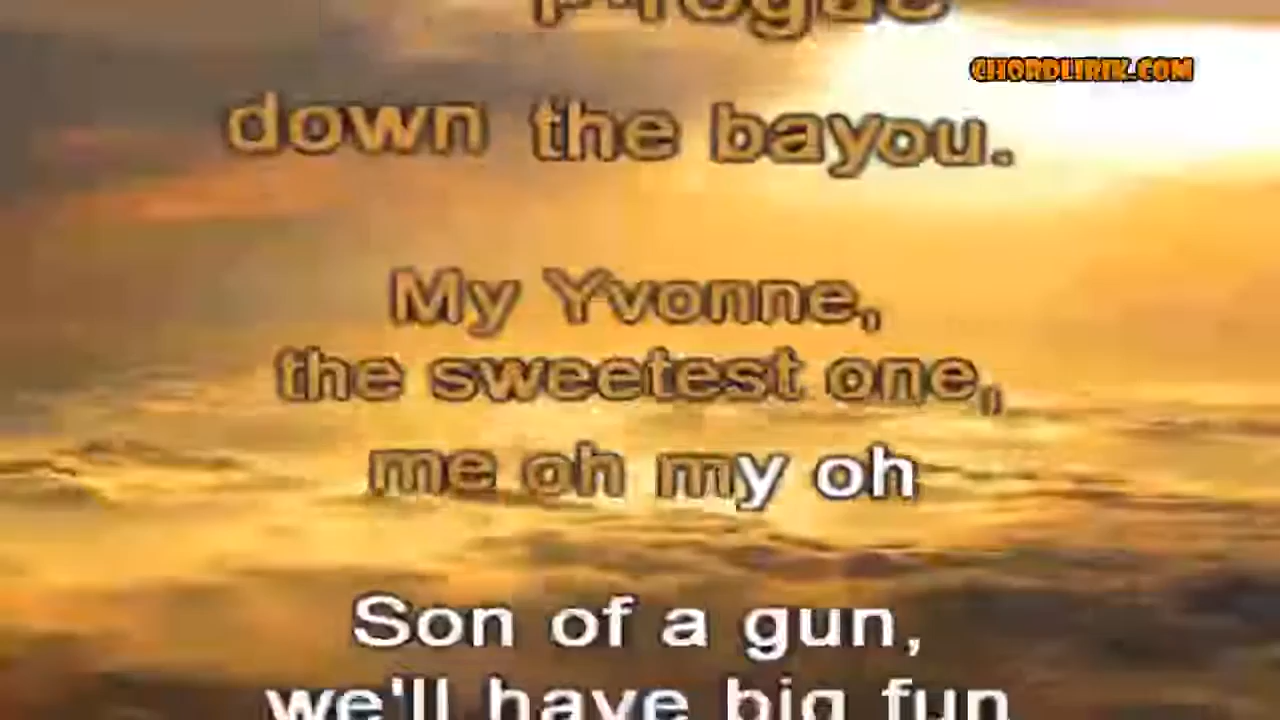 CHORDLIRIK.COM
down the bayou.
My Yvonne,
the sweetest one,
me oh my oh
Son of a gun,
we'll have big fun